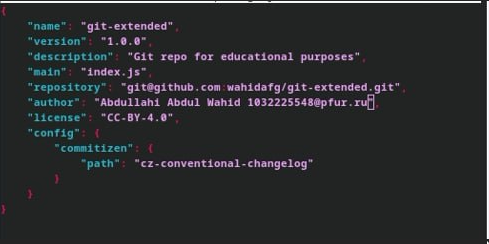 {
    "name": "git-extended",
    "version": "1.0.0",
    "description": "Git repo for educational purposes",
    "main": "index.js",
    "repository": "git@github.com:wahidafg/git-extended.git",
    "author": "Abdullahi Abdul Wahid 1032225548@pfur.ru",
    "license": "CC-BY-4.0",
    "config": {
        "commitizen": {
            "path": "cz-conventional-changelog"
        }
    }
}